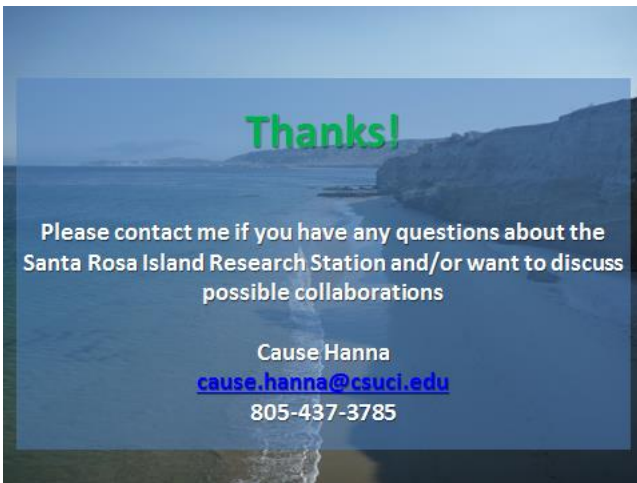 Thanks!
Please contact me if you have any questions about the
Santa Rosa Island Research Station and/or want to discuss
possible collaborations
Cause Hanna
cause.hanna@csuci.edu
805-437-3785